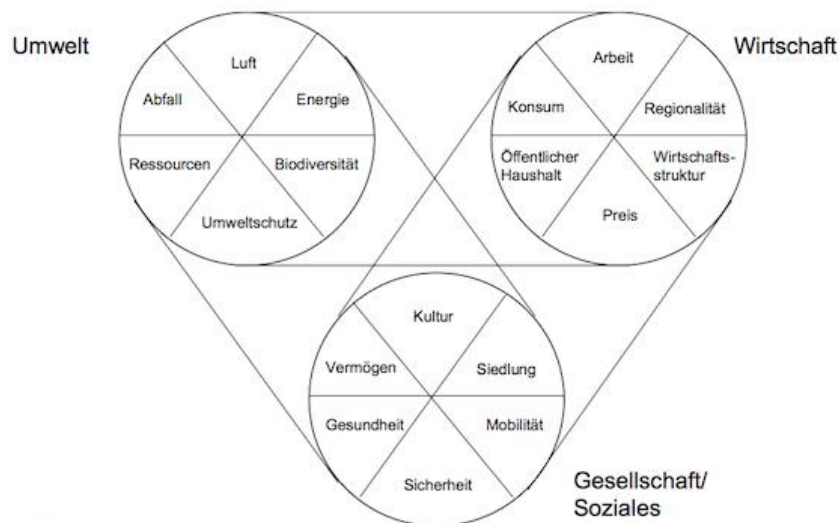 Umwelt
Luft
Abfall
Energie
Ressourcen
Biodiversität
Umweltschutz
Wirtschaft
Arbeit
Konsum
Regionalität
Öffentlicher
Haushalt
Wirtschafts-
struktur
Preis
Kultur
Vermögen
Siedlung
Gesundheit
Mobilität
Sicherheit
Gesellschaft/
Soziales